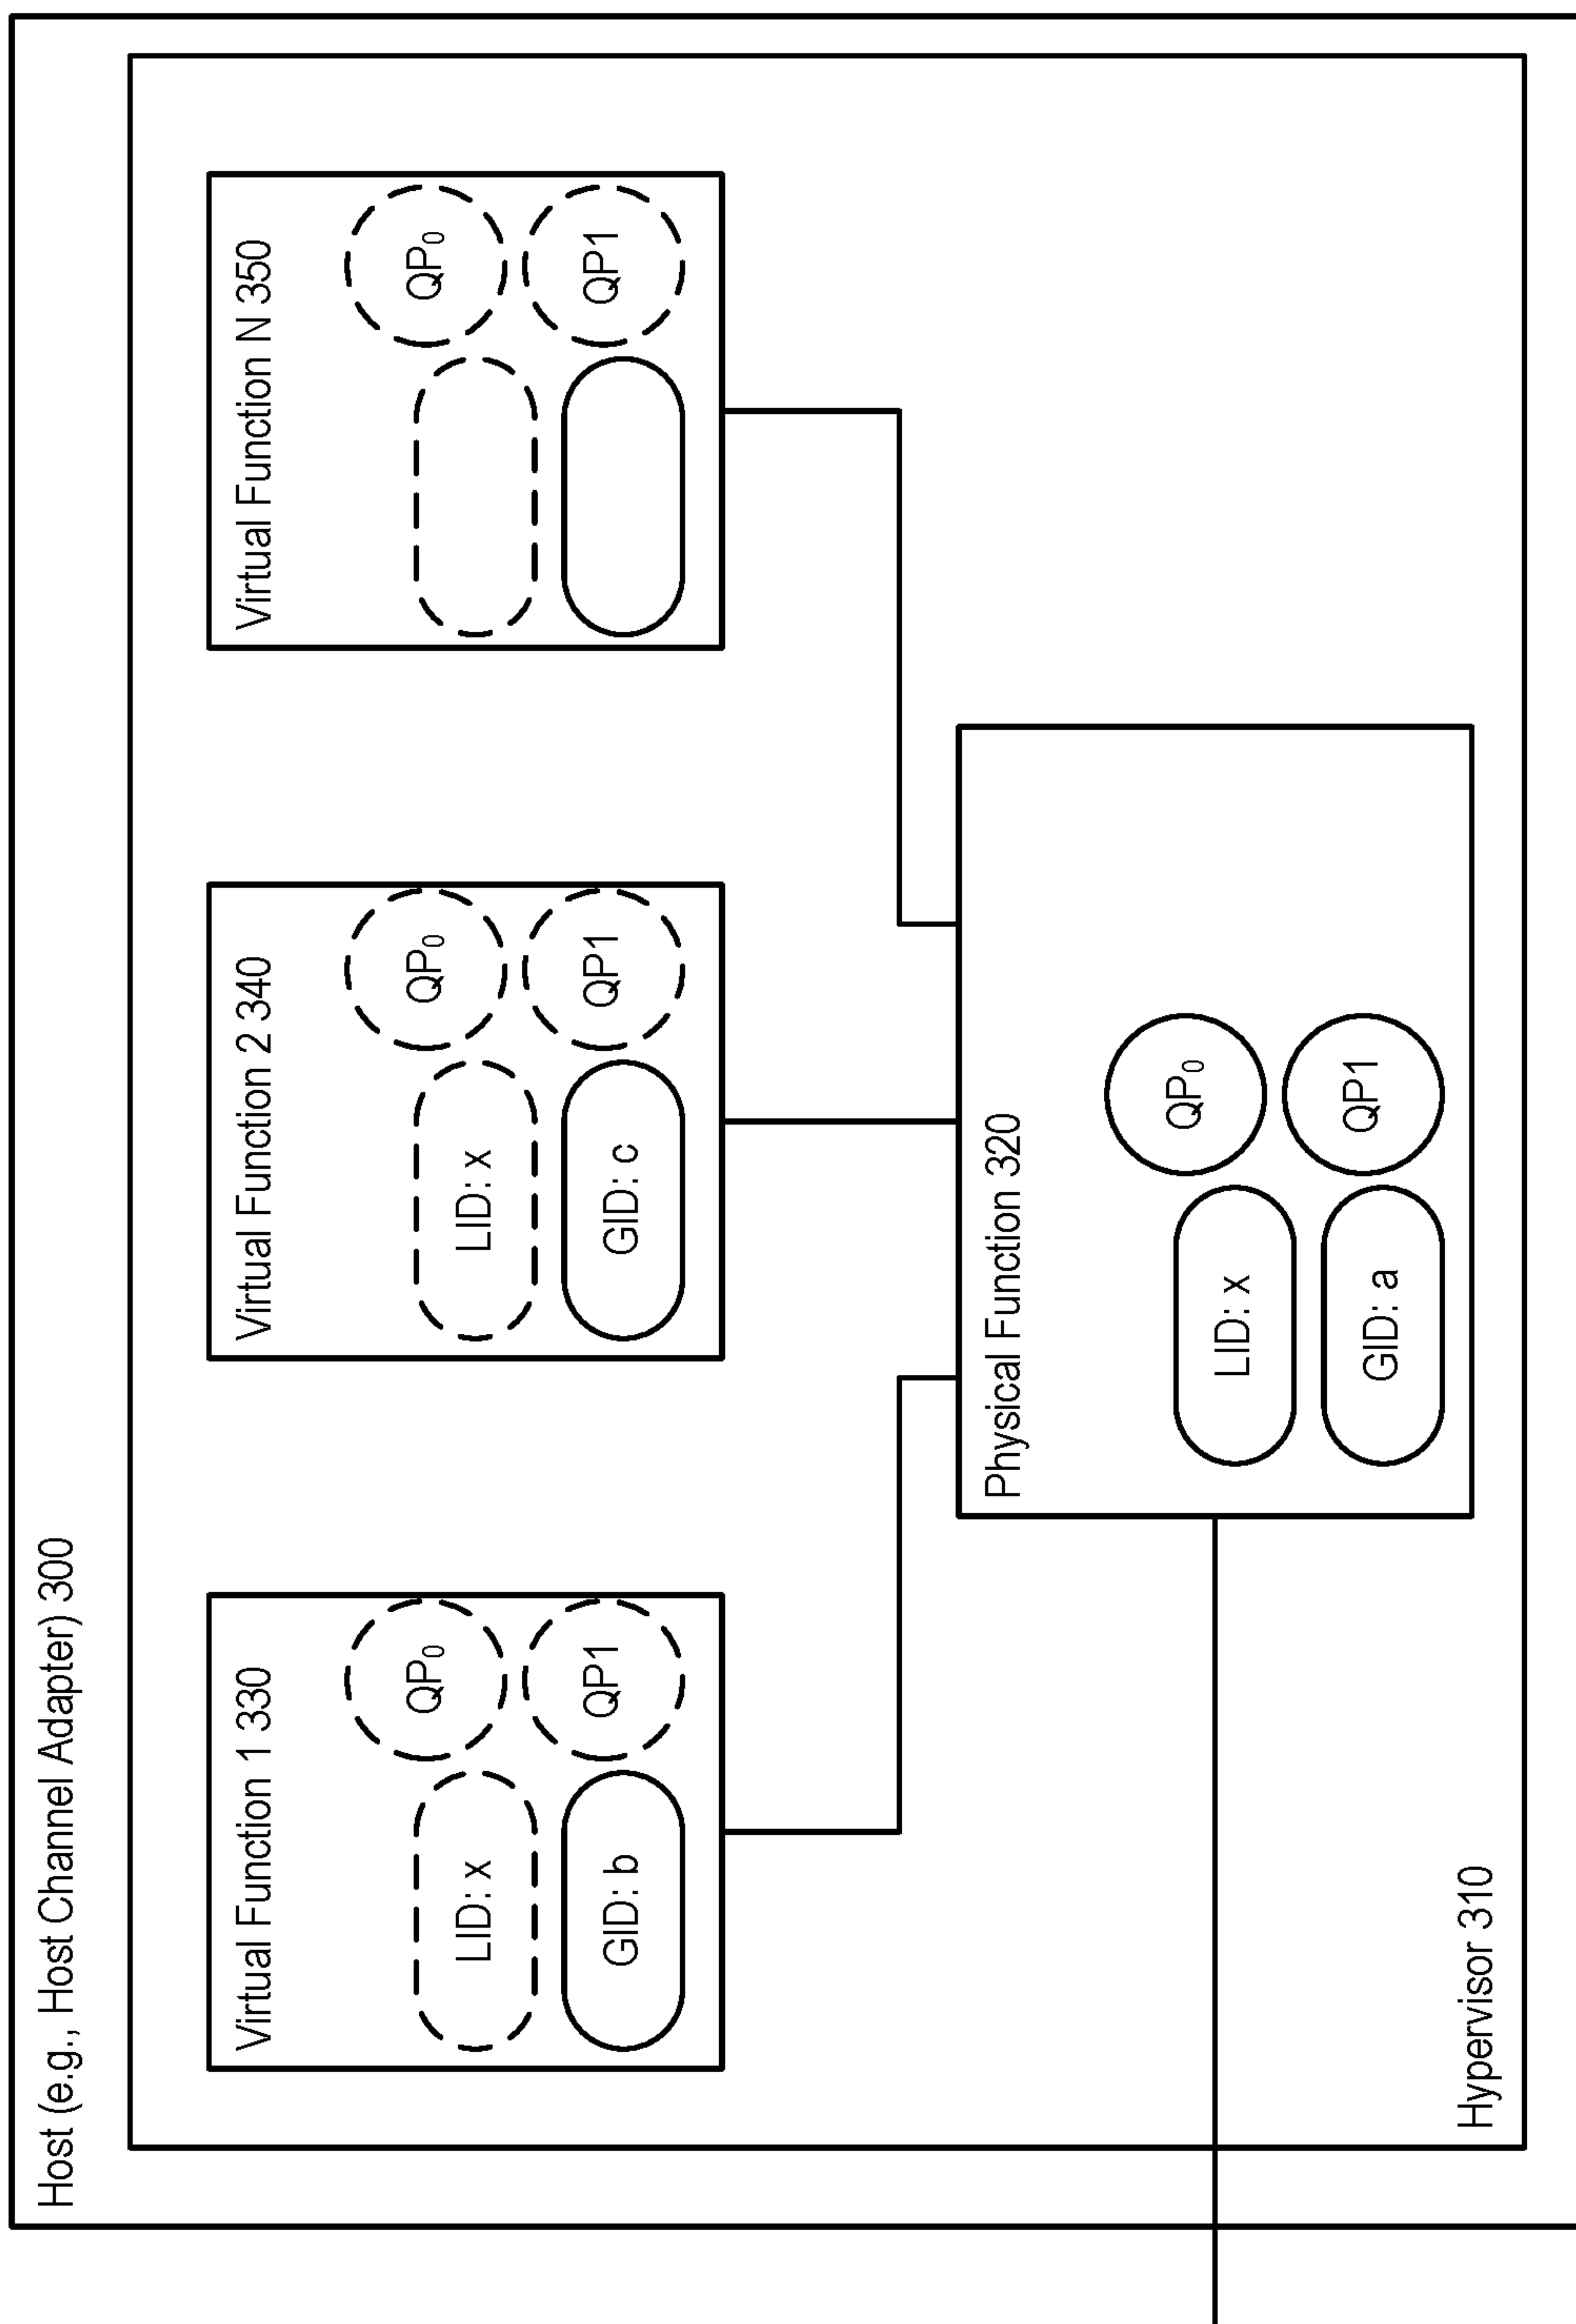 Host (e.g., Host Channel Adapter) 300
Virtual Function 1 330
LID: x
QP0
GID: b
QP1
Virtual Function 2 340
LID: x
QP0
GID: c
QP1
Virtual Function N 350
QP0
QP1
Physical Function 320
LID: x
QP0
GID: a
QP1
Hypervisor 310